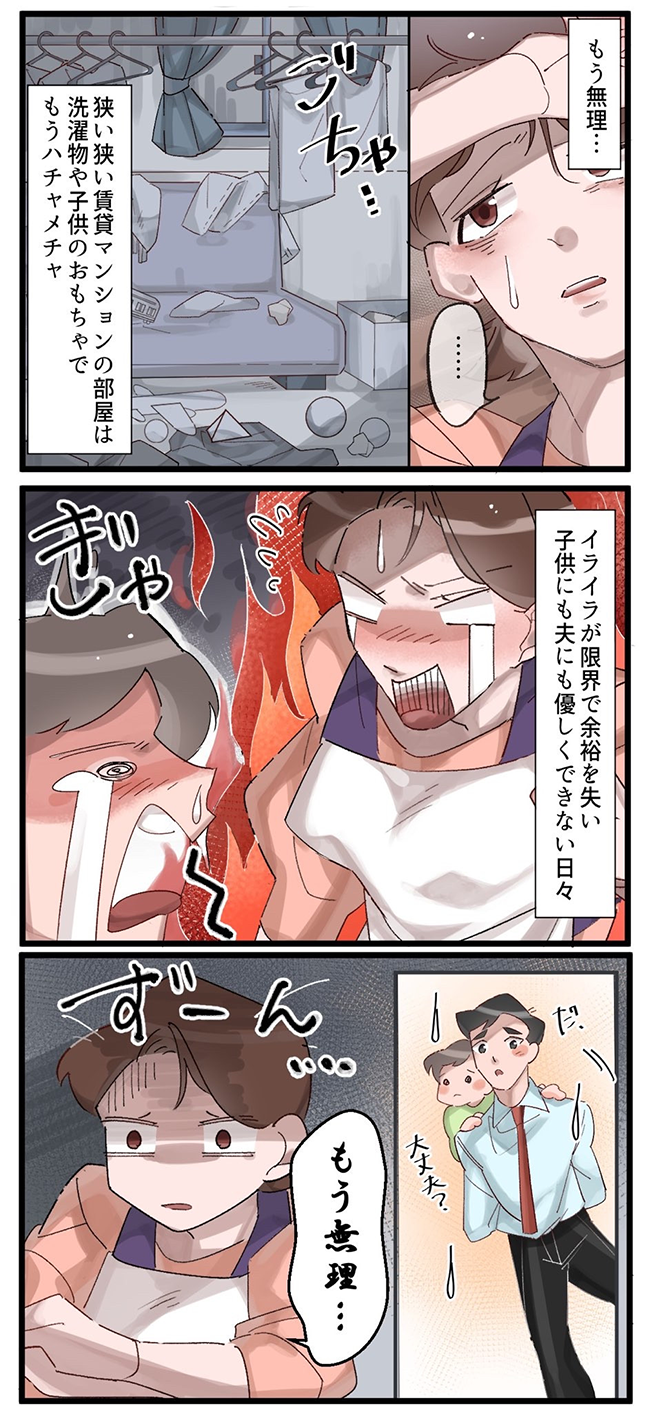 もう無理…
……
ごちゃ…
狭い狭い賃貸マンションの部屋は
洗濯物や子供のおもちゃで
もうハチャメチャ
イライラが限界で余裕を失い
子供にも夫にも優しくできない日々
ぎゃ
だ、
大丈夫?
ずーん…
もう無理…